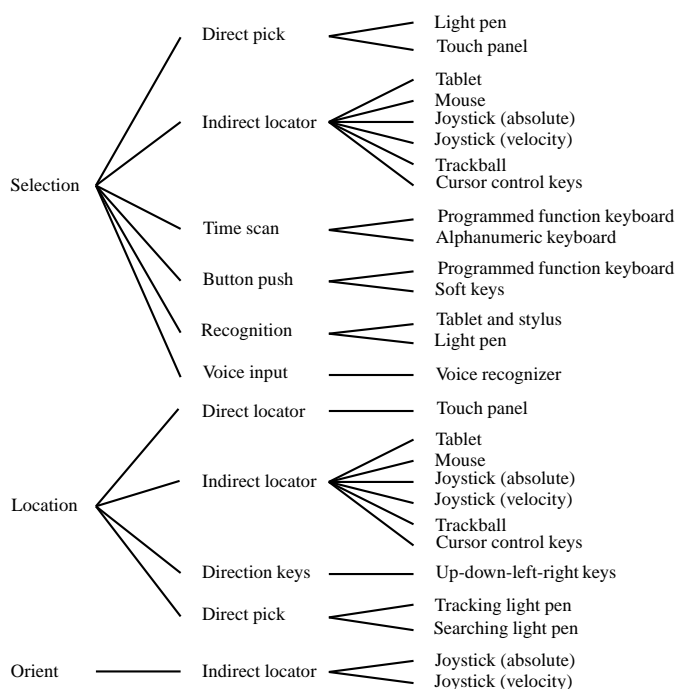 Direct pick
Light pen
Touch panel
Selection
Indirect locator
Tablet
Mouse
Joystick (absolute)
Joystick (velocity)
Trackball
Cursor control keys
Time scan
Programmed function keyboard
Alphanumeric keyboard
Button push
Programmed function keyboard
Soft keys
Recognition
Tablet and stylus
Light pen
Voice input
Voice recognizer
Location
Direct locator
Touch panel
Indirect locator
Tablet
Mouse
Joystick (absolute)
Joystick (velocity)
Trackball
Cursor control keys
Direction keys
Up-down-left-right keys
Direct pick
Tracking light pen
Searching light pen
Orient
Indirect locator
Joystick (absolute)
Joystick (velocity)